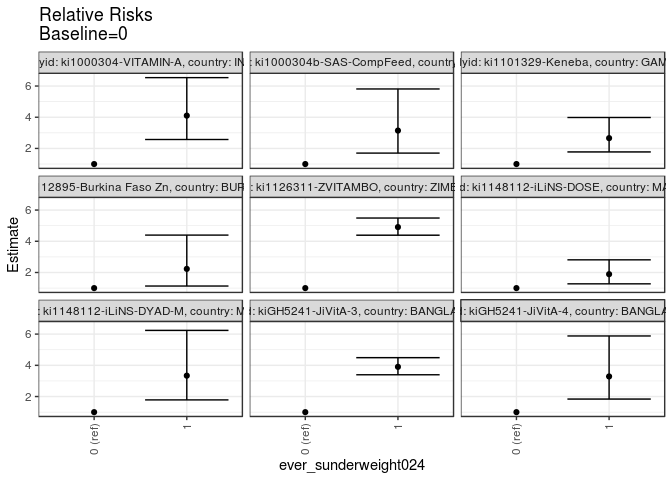 Relative Risks
Baseline=0
yid: ki1000304-VITAMIN-A, country: IN
: ki1000304b-SAS-CompFeed, country
lyid: ki1101329-Keneba, country: GAM
6
4
2
12895-Burkina Faso Zn, country: BUR
: ki1126311-ZVITAMBO, country: ZIME
d: ki1148112-iLiNS-DOSE, country: MA
6
4
2
Estimate
: ki1148112-iLiNS-DYAD-M, country: M
d: kiGH5241-JiVitA-3, country: BANGLA
d: kiGH5241-JiVitA-4, country: BANGLA
6
4
2
0 (ref)
1
0 (ref)
1
0 (ref)
1
ever_sunderweight024